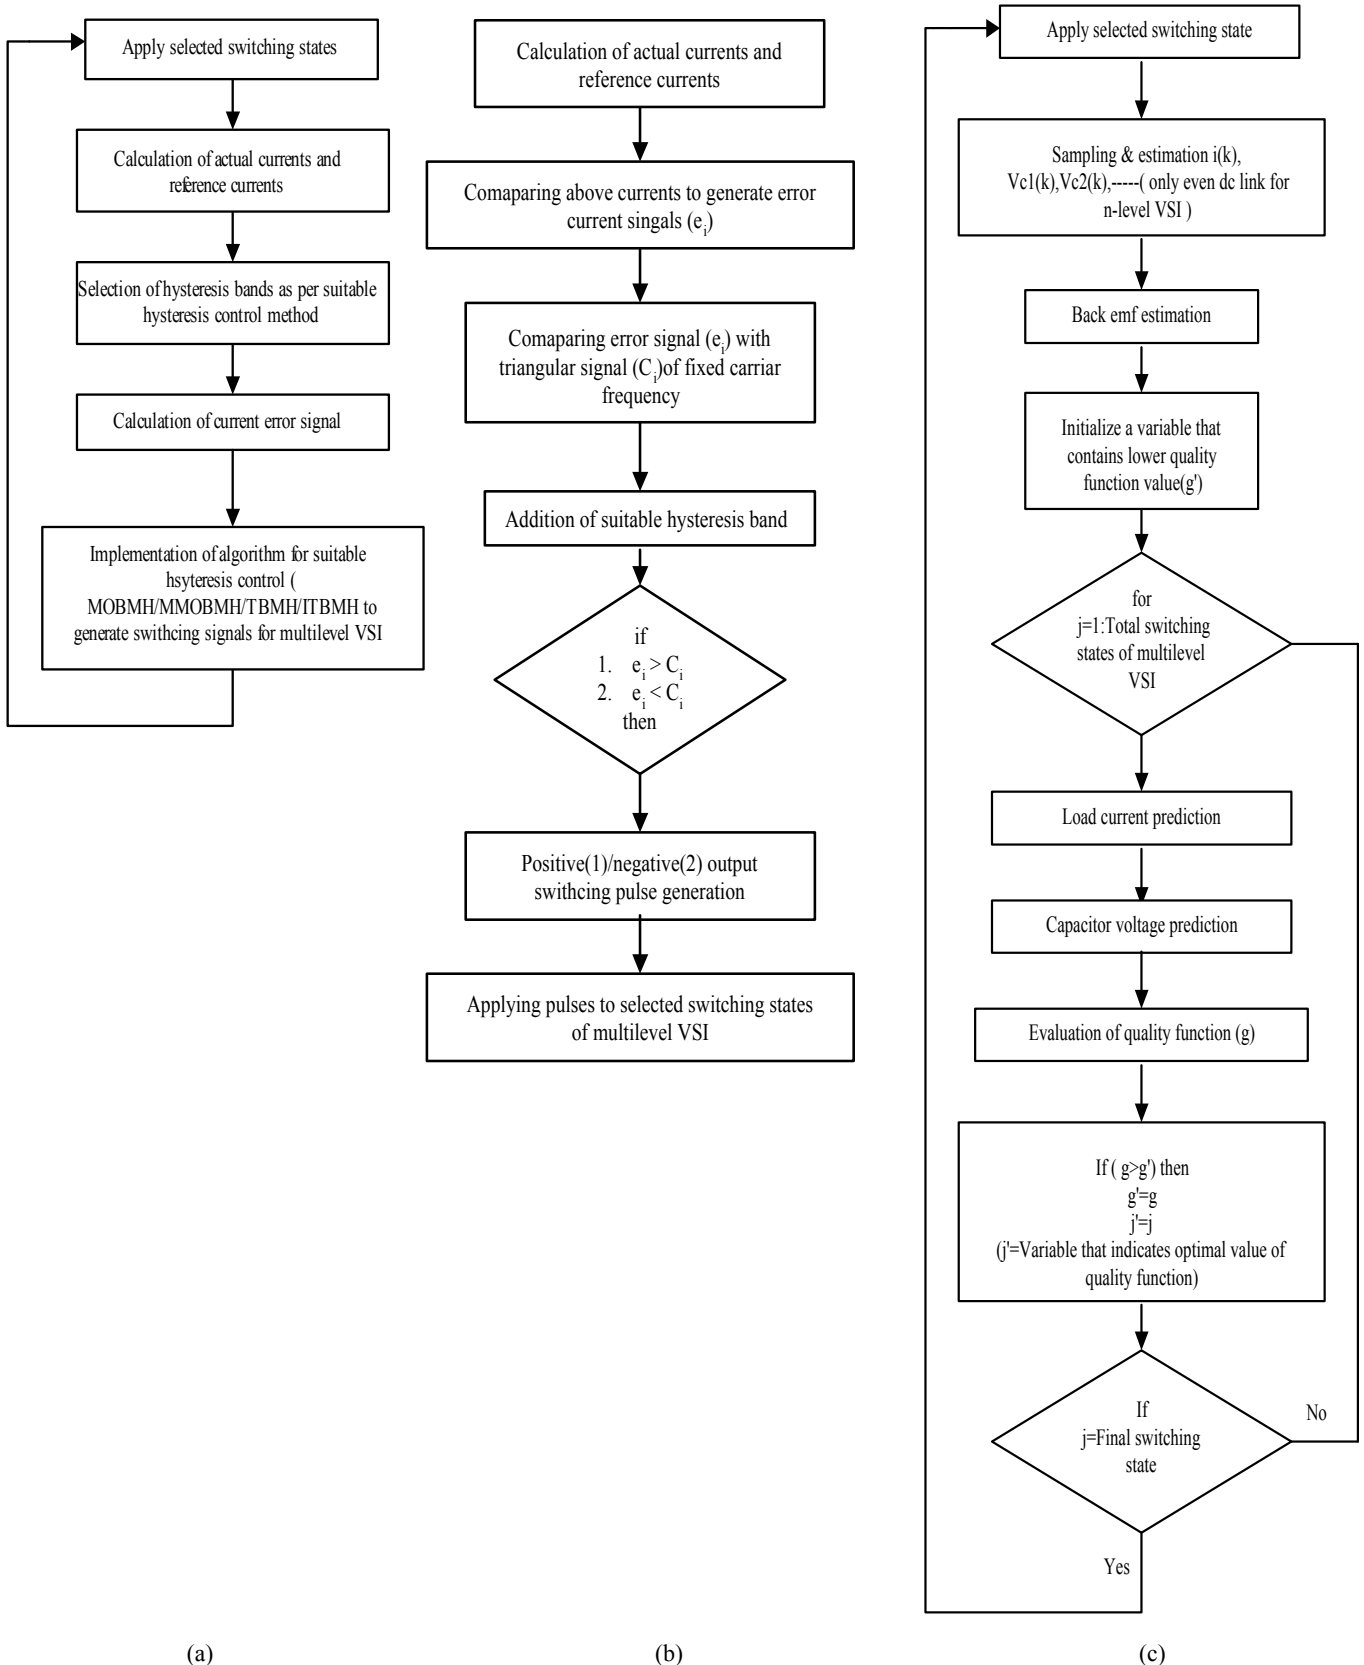 Apply selected switching states
Calculation of actual currents and
reference currents
Selection of hysteresis bands as per suitable
hysteresis control method
Calculation of current error signal
Implementation of algorithm for suitable
hsyteresis control (
MOBMH/MMOBMH/TBMH/ITBMH to
generate swithcing signals for multilevel VSI
(a)
Calculation of actual currents and
reference currents
Comaparing above currents to generate error
current singals (e_i)
Comaparing error signal (e_i) with
triangular signal (C_i)of fixed carriar
frequency
Addition of suitable hysteresis band
if
1. e_i > C_i
2. e_i < C_i
then
Positive(1)/negative(2) output
swithcing pulse generation
Applying pulses to selected switching states
of multilevel VSI
(b)
Apply selected switching state
Sampling & estimation i(k),
Vc1(k),Vc2(k),-----( only even dc link for
n-level VSI )
Back emf estimation
Initialize a variable that
contains lower quality
function value(g')
for
j=1:Total switching
states of multilevel
VSI
Load current prediction
Capacitor voltage prediction
Evaluation of quality function (g)
If ( g>g') then
g'=g
j'=j
(j'=Variable that indicates optimal value of
quality function)
If
j=Final switching
state
No
Yes
(c)